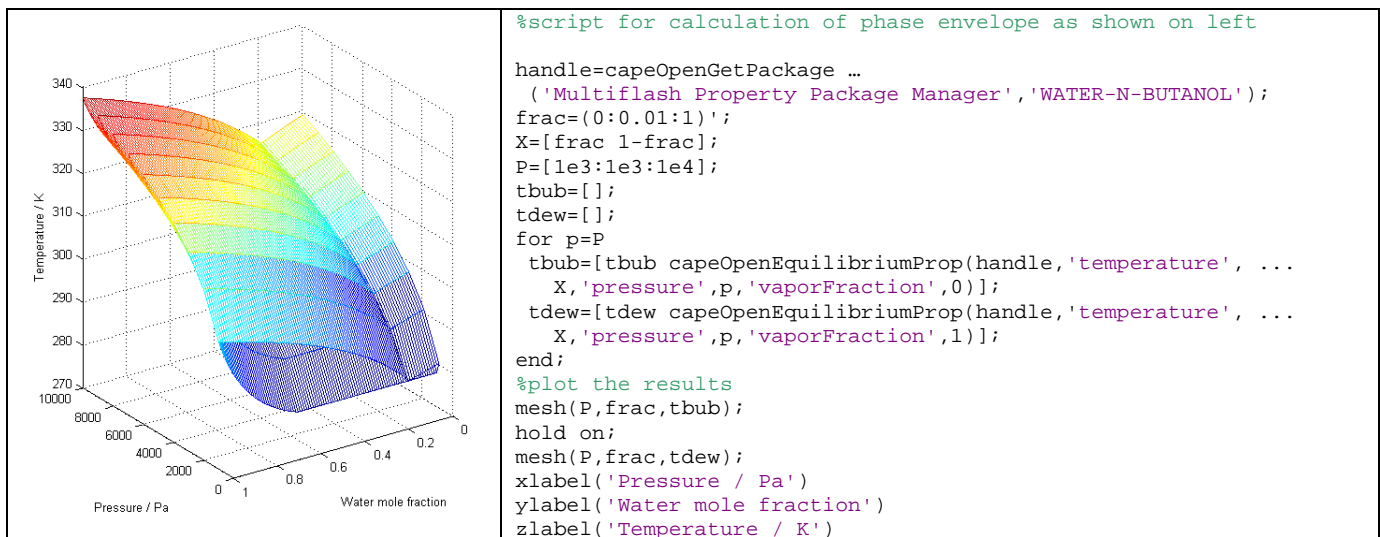 340
330
320
310
300
290
280
270
Temperature / K
10000
8000
6000
4000
2000
0
Pressure / Pa
1
0.8
0.6
0.4
0.2
0
Water mole fraction
%script for calculation of phase envelope as shown on left
handle=capeOpenGetPackage …
('Multiflash Property Package Manager','WATER-N-BUTANOL');
frac=(0:0.01:1)';
X=[frac 1-frac];
P=[1e3:1e3:1e4];
tbub=[];
tdew=[];
for p=P
tbub=[tbub capeOpenEquilibriumProp(handle,'temperature', ...
X,'pressure',p,'vaporFraction',0)];
tdew=[tdew capeOpenEquilibriumProp(handle,'temperature', ...
X,'pressure',p,'vaporFraction',1)];
end;
%plot the results
mesh(P,frac,tbub);
hold on;
mesh(P,frac,tdew);
xlabel('Pressure / Pa')
ylabel('Water mole fraction')
zlabel('Temperature / K')